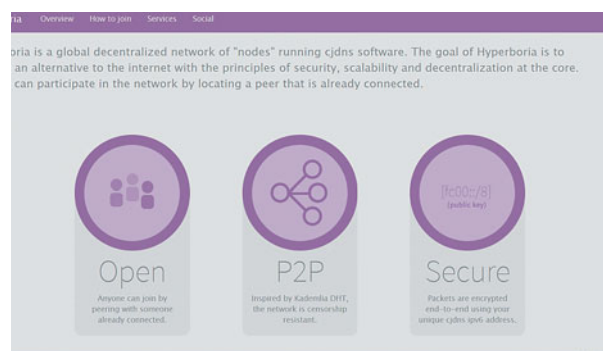 ria Overview How to join Services Social
oria is a global decentralized network of "nodes" running cjdns software. The goal of Hyperboria is to
an alternative to the internet with the principles of security, scalability and decentralization at the core.
can participate in the network by locating a peer that is already connected.
[fc00::/8]
(public key)
Open
Anyone can join by
peering with someone
already connected.
P2P
Inspired by Kademlia DHT,
the network is censorship
resistant.
Secure
Packets are encrypted
end-to-end using your
unique cjdns ipv6 address.